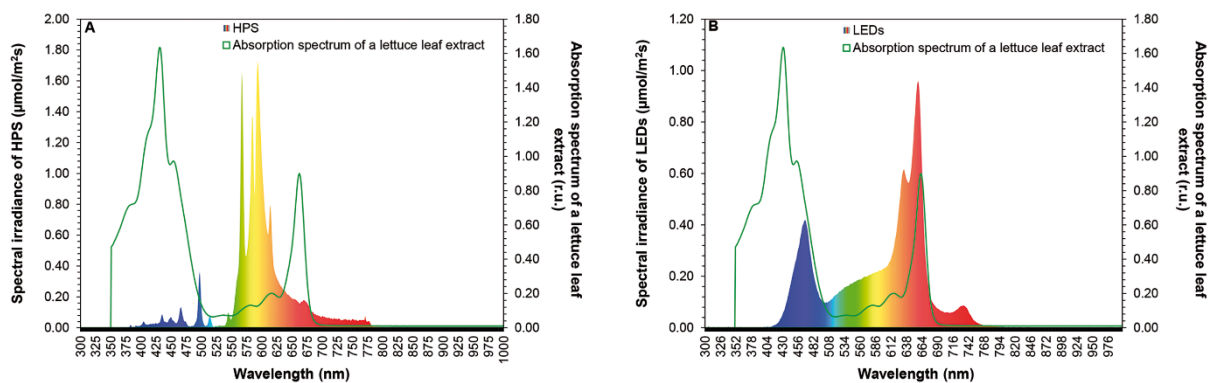 A
HPS
Absorption spectrum of a lettuce leaf extract
Spectral irradiance of HPS (µmol/m²s)
2.00
1.80
1.60
1.40
1.20
1.00
0.80
0.60
0.40
0.20
0.00
1.80
1.60
1.40
1.20
1.00
0.80
0.60
0.40
0.20
0.00
Absorption spectrum of a lettuce leaf
extract (r.u.)
300 325 350 375 400 425 450 475 500 525 550 575 600 625 650 675 700 725 750 775 800 825 850 875 900 925 950 975 1000
Wavelength (nm)
B
LEDs
Absorption spectrum of a lettuce leaf extract
Spectral irradiance of LEDs (µmol/m²s)
1.20
1.00
0.80
0.60
0.40
0.20
0.00
1.80
1.60
1.40
1.20
1.00
0.80
0.60
0.40
0.20
0.00
Absorption spectrum of a lettuce leaf
extract (r.u.)
300 326 352 378 404 430 456 482 508 534 560 586 612 638 664 690 716 742 768 794 820 846 872 898 924 950 976
Wavelength (nm)